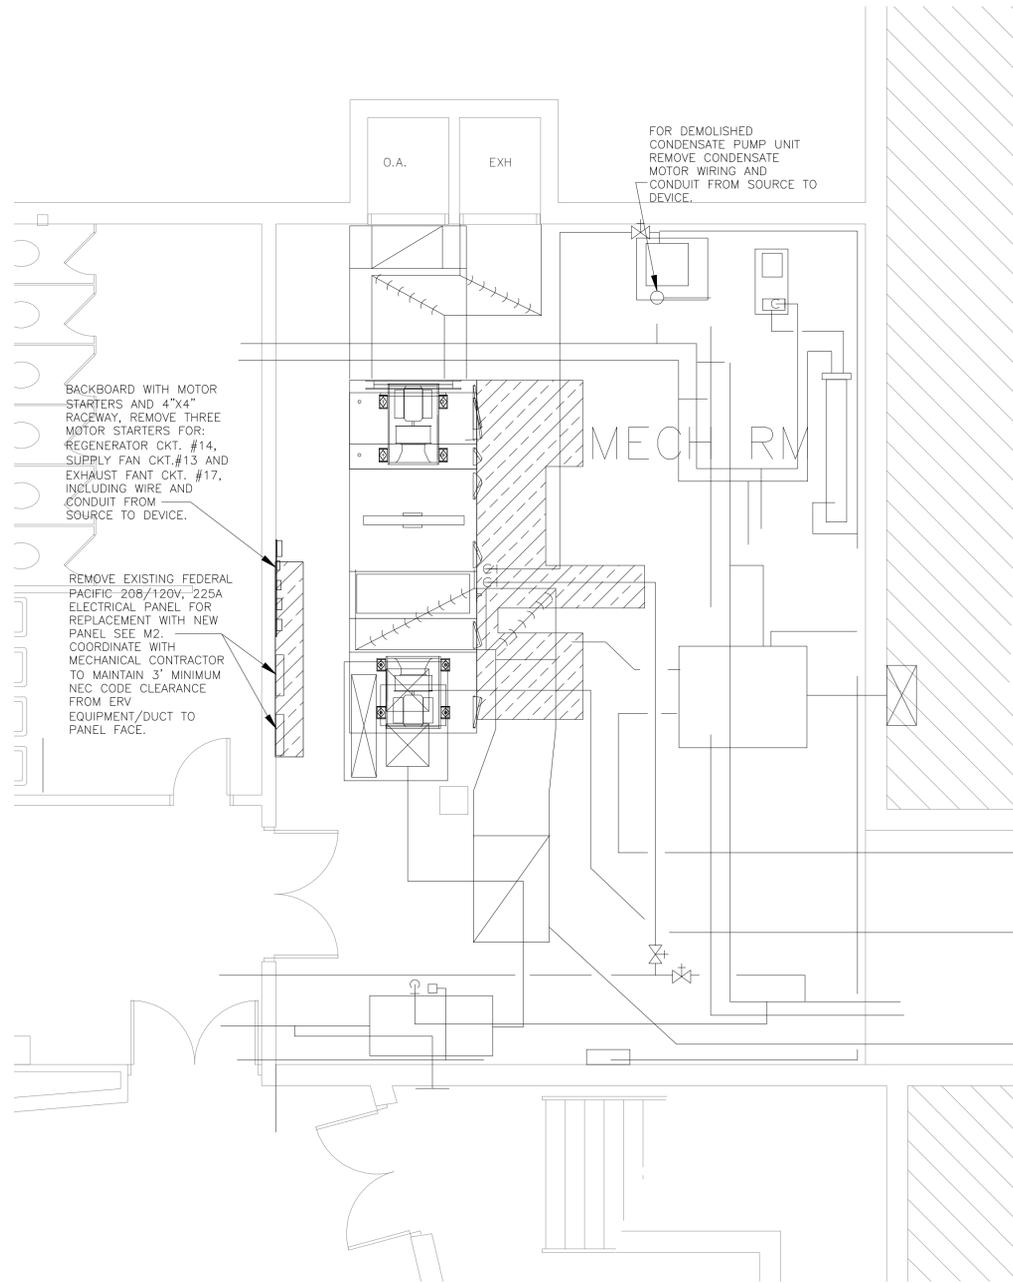 O.A.
EXH
FOR DEMOLISHED
CONDENSATE PUMP UNIT
REMOVE CONDENSATE
MOTOR WIRING AND
CONDUIT FROM SOURCE TO
DEVICE.
BACKBOARD WITH MOTOR
STARTERS AND 4"X4"
RACEWAY, REMOVE THREE
MOTOR STARTERS FOR:
REGENERATOR CKT. #14,
SUPPLY FAN CKT.#13 AND
EXHAUST FANT CKT. #17,
INCLUDING WIRE AND
CONDUIT FROM
SOURCE TO DEVICE.
MECH RM
REMOVE EXISTING FEDERAL
PACIFIC 208/120V, 225A
ELECTRICAL PANEL FOR
REPLACEMENT WITH NEW
PANEL SEE M2.
COORDINATE WITH
MECHANICAL CONTRACTOR
TO MAINTAIN 3' MINIMUM
NEC CODE CLEARANCE
FROM ERV
EQUIPMENT/DUCT TO
PANEL FACE.